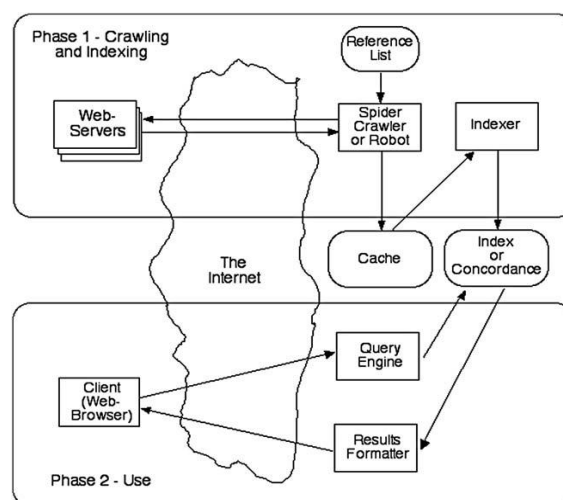 Phase 1 - Crawling
and Indexing
Reference
List
Web-
Servers
Spider
Crawler
or Robot
Indexer
The
Internet
Cache
Index
or
Concordance
Query
Engine
Client
(Web-
Browser)
Results
Formatter
Phase 2 - Use